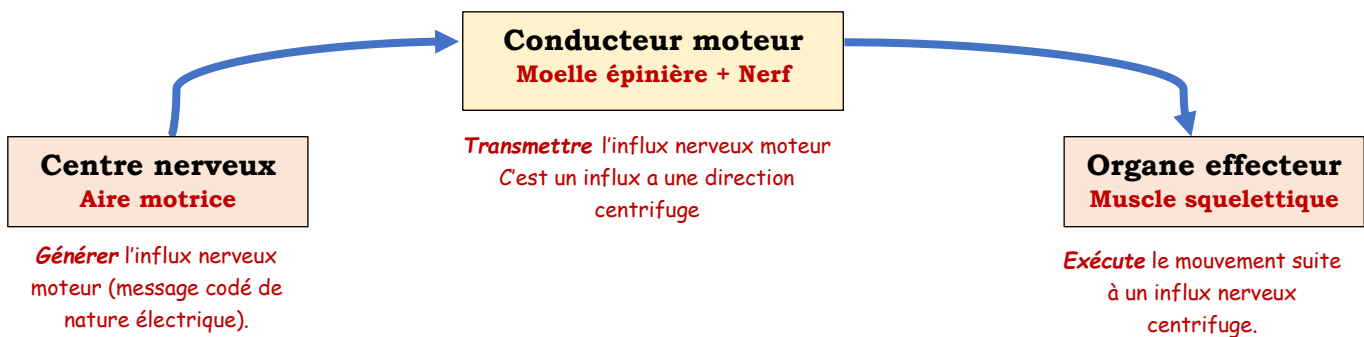 Conducteur moteur
Moelle épinière + Nerf
Transmettre l'influx nerveux moteur
C'est un influx a une direction
centrifuge
Centre nerveux
Aire motrice
Générer l'influx nerveux
moteur (message codé de
nature électrique).
Organe effecteur
Muscle squelettique
Exécute le mouvement suite
à un influx nerveux
centrifuge.